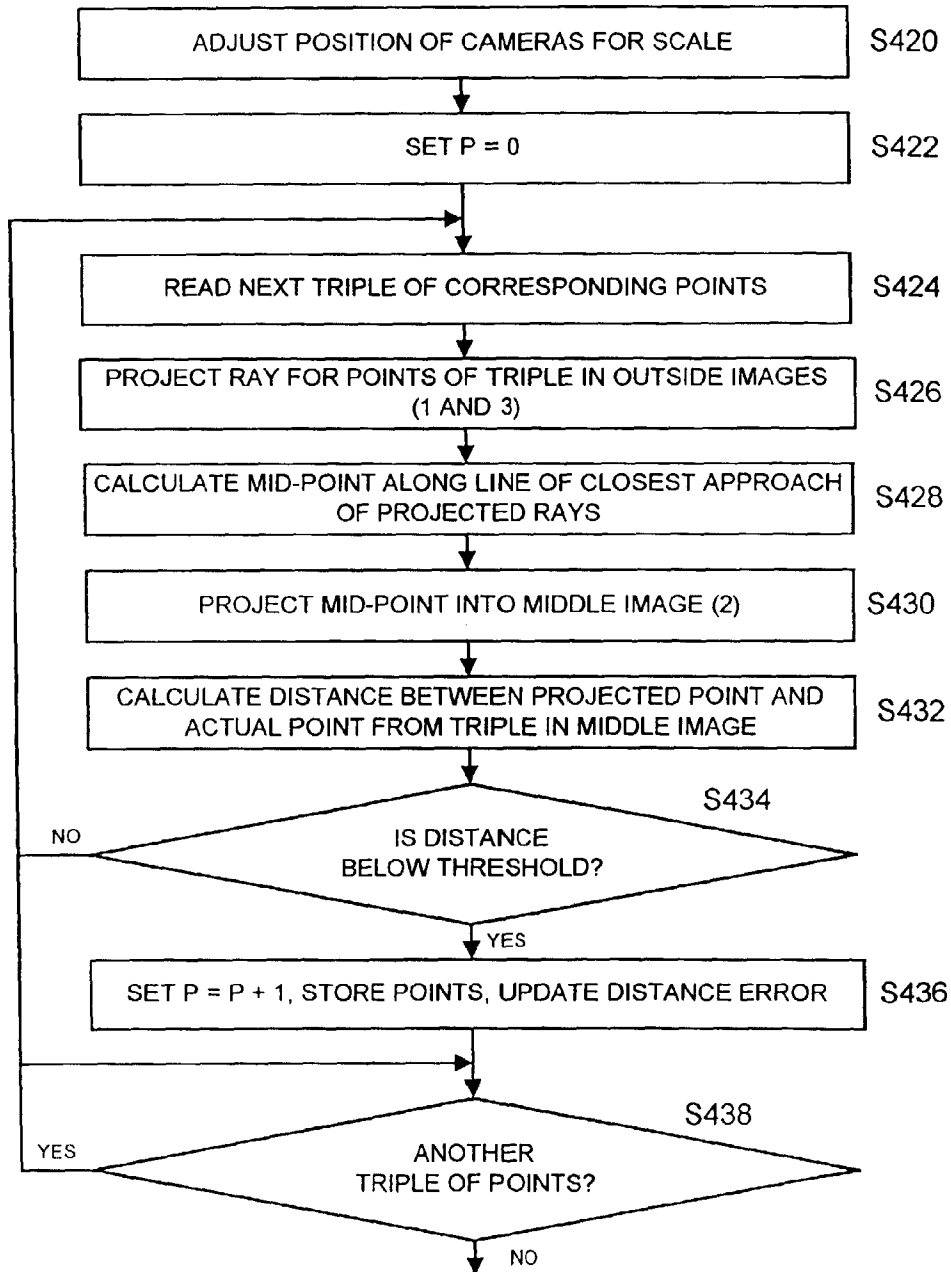 ADJUST POSITION OF CAMERAS FOR SCALE
S420
SET P = 0
S422
READ NEXT TRIPLE OF CORRESPONDING POINTS
S424
PROJECT RAY FOR POINTS OF TRIPLE IN OUTSIDE IMAGES
(1 AND 3)
S426
CALCULATE MID-POINT ALONG LINE OF CLOSEST APPROACH
OF PROJECTED RAYS
S428
PROJECT MID-POINT INTO MIDDLE IMAGE (2)
S430
CALCULATE DISTANCE BETWEEN PROJECTED POINT AND
ACTUAL POINT FROM TRIPLE IN MIDDLE IMAGE
S432
S434
NO
IS DISTANCE
BELOW THRESHOLD?
YES
SET P = P + 1, STORE POINTS, UPDATE DISTANCE ERROR
S436
S438
YES
ANOTHER
TRIPLE OF POINTS?
NO